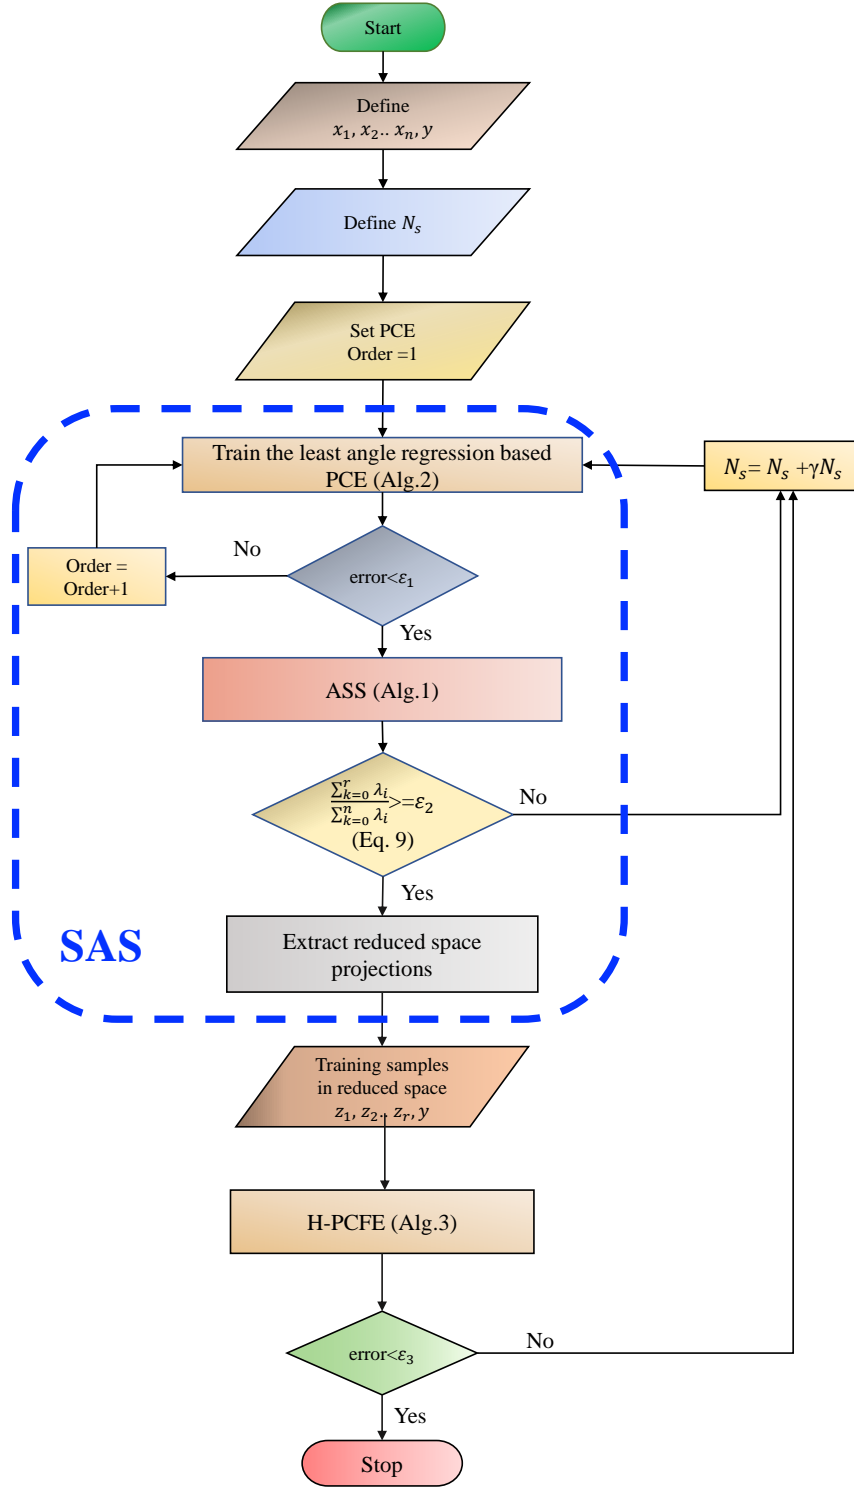 Start
Define
x₁, x₂.. xₙ, y
Define Nₛ
Set PCE
Order =1
Train the least angle regression based
PCE (Alg.2)
Nₛ= Nₛ +γNₛ
No
Order =
Order+1
error<ε₁
Yes
ASS (Alg.1)
∑ʳₖ₌₀ λᵢ
∑ⁿₖ₌₀ λᵢ
>=ε₂
(Eq. 9)
No
Yes
SAS
Extract reduced space
projections
Training samples
in reduced space
z₁, z₂.. zᵣ, y
H-PCFE (Alg.3)
error<ε₃
No
Yes
Stop